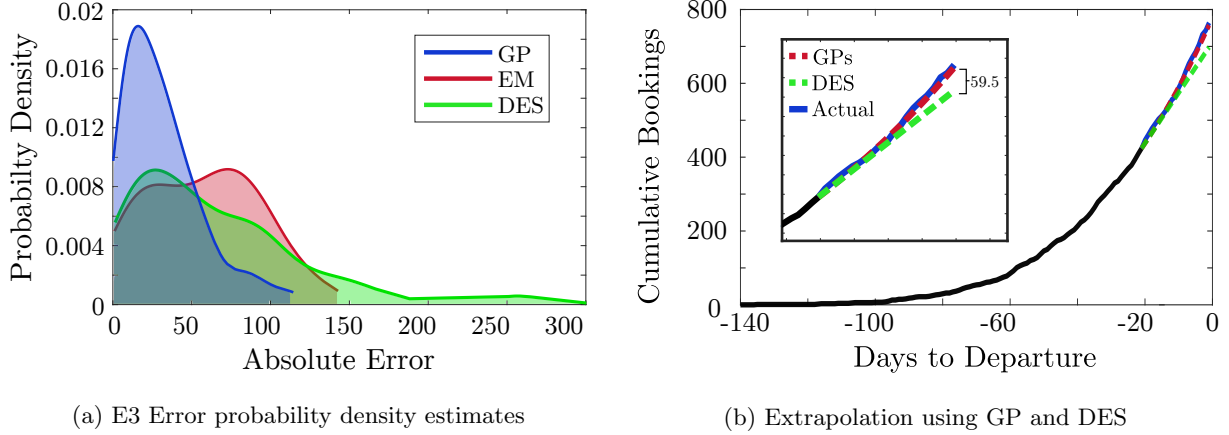 0.02
0.016
0.012
0.008
0.004
0
Probabilty Density
GP
EM
DES
0 50 100 150 200 250 300
Absolute Error
(a) E3 Error probability density estimates
800
600
400
200
0
Cumulative Bookings
GPs
DES
Actual
59.5
-140 -100 -60 -20 0
Days to Departure
(b) Extrapolation using GP and DES